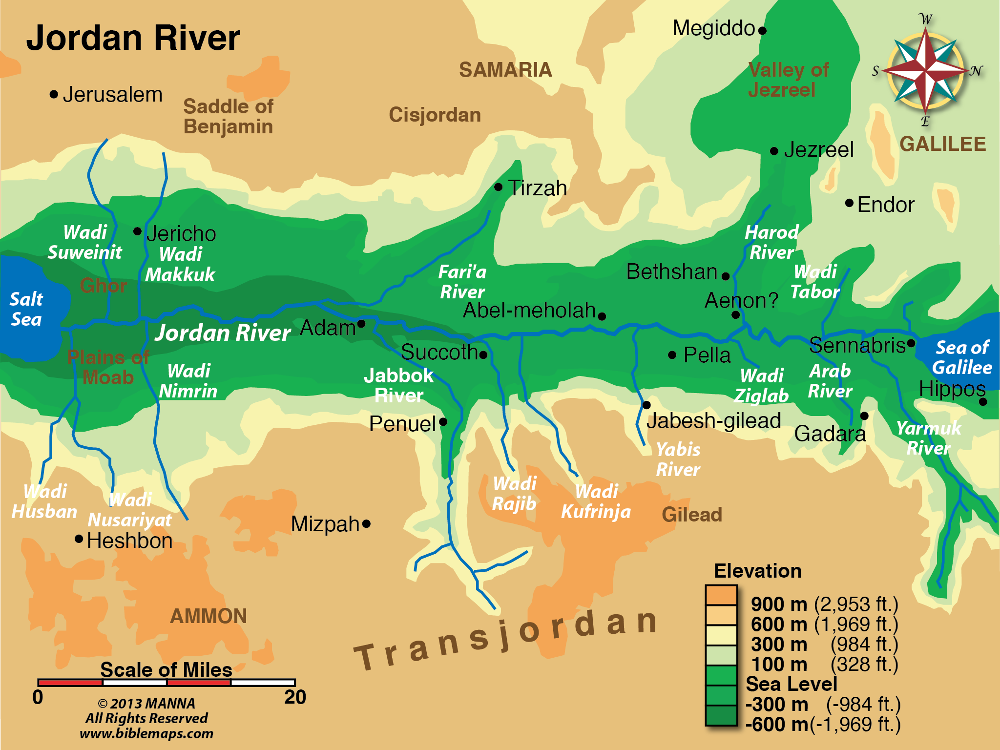 Jordan River
Megiddo
W
S
N
E
SAMARIA
Valley of
Jezreel
Jerusalem
Saddle of
Benjamin
Cisjordan
GALILEE
Jezreel
Tirzah
Endor
Wadi
Suweinit
Jericho
Wadi
Makkuk
Harod
River
Fari'a
River
Bethshan
Wadi
Tabor
Ghor
Salt
Sea
Aenon?
Abel-meholah
Jordan River
Adam
Sennabris
Sea of
Galilee
Succoth
Pella
Plains of
Moab
Wadi
Nimrin
Jabbok
River
Wadi
Ziglab
Arab
River
Hippos
Penuel
Jabesh-gilead
Gadara
Yarmuk
River
Yabis
River
Wadi
Husban
Wadi
Nusariyat
Wadi
Rajib
Wadi
Kufrinja
Gilead
Mizpah
Heshbon
AMMON
Transjordan
Elevation
900 m (2,953 ft.)
600 m (1,969 ft.)
300 m (984 ft.)
100 m (328 ft.)
Sea Level
-300 m (-984 ft.)
-600 m(-1,969 ft.)
Scale of Miles
0 20
© 2013 MANNA
All Rights Reserved
www.biblemaps.com